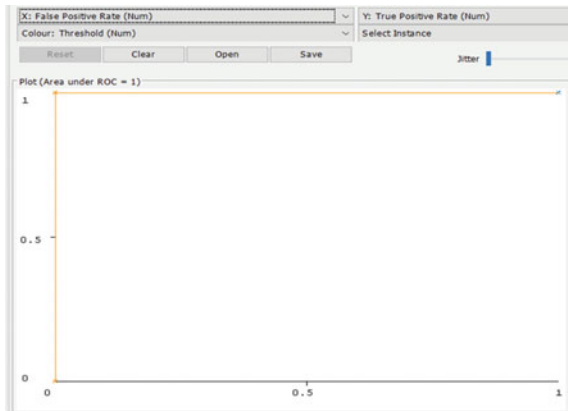 X: False Positive Rate (Num) Y: True Positive Rate (Num)
Colour: Threshold (Num) Select Instance
Reset Clear Open Save Jitter
Plot (Area under ROC = 1)
1
0.5
0
0 0.5 1